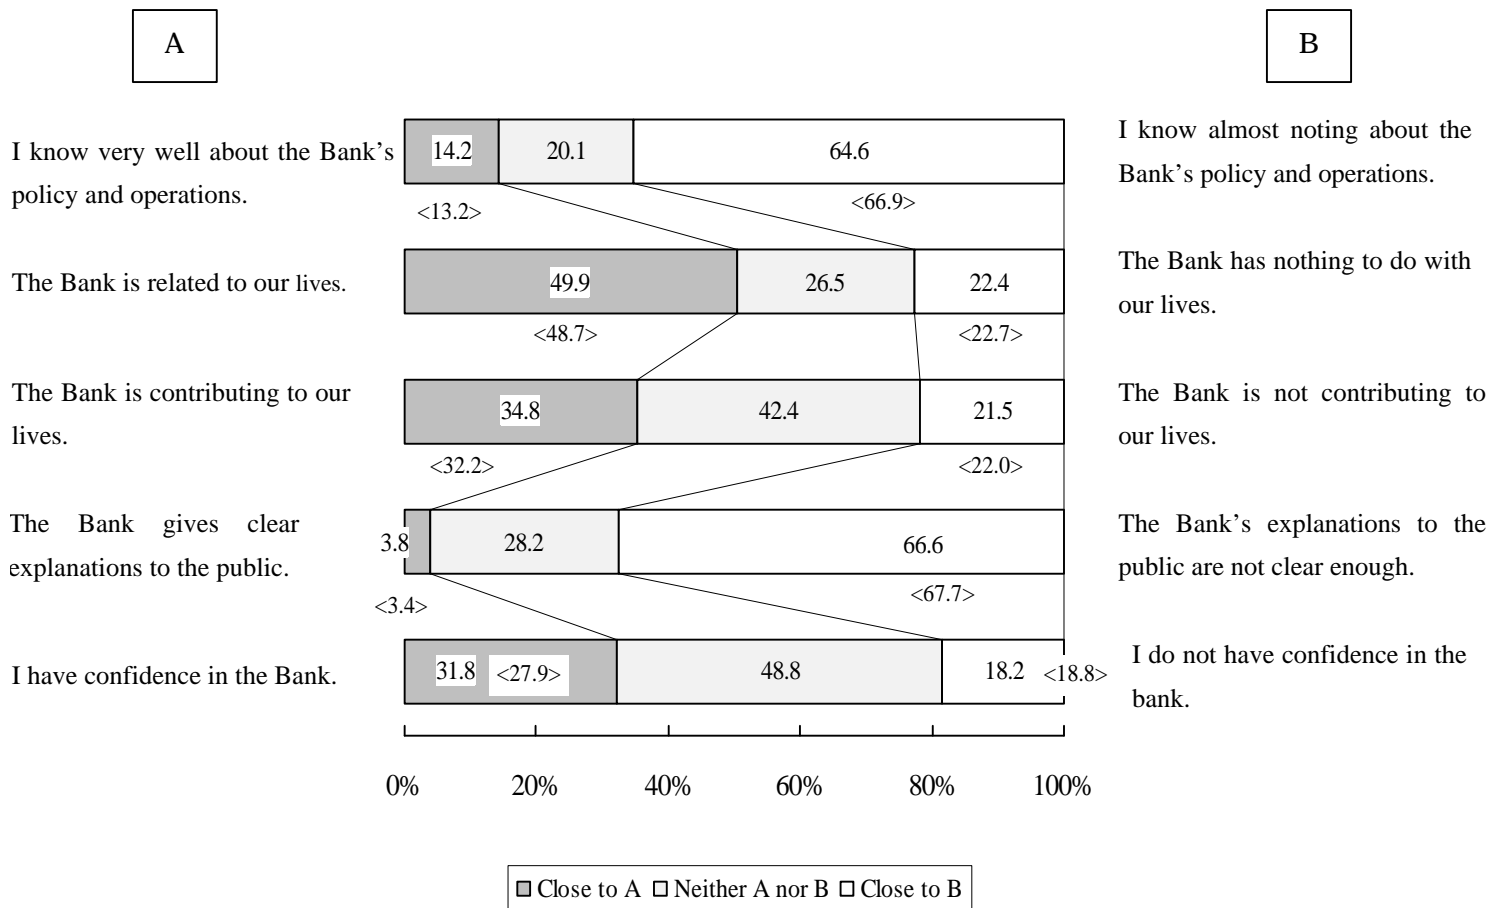 A
B
I know very well about the Bank's
policy and operations.
14.2
20.1
64.6
I know almost noting about the
Bank's policy and operations.
<13.2>
<66.9>
The Bank is related to our lives.
49.9
26.5
22.4
The Bank has nothing to do with
our lives.
<48.7>
<22.7>
The Bank is contributing to our
lives.
34.8
42.4
21.5
The Bank is not contributing to
our lives.
<32.2>
<22.0>
The Bank gives clear
explanations to the public.
3.8
28.2
66.6
The Bank's explanations to the
public are not clear enough.
<3.4>
<67.7>
I have confidence in the Bank.
31.8
<27.9>
48.8
18.2
<18.8>
I do not have confidence in the
bank.
0%
20%
40%
60%
80%
100%
Close to A
Neither A nor B
Close to B